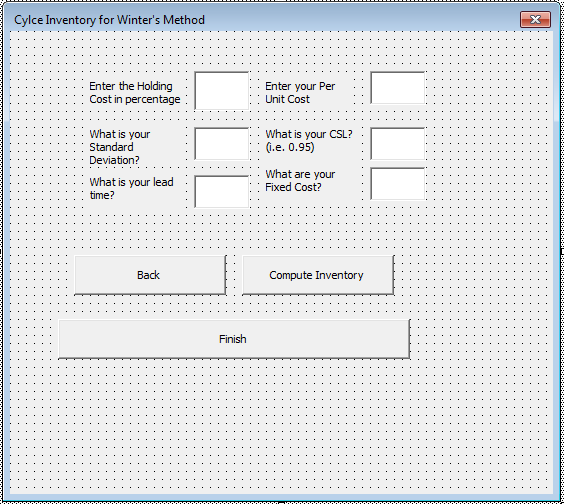 Cylce Inventory for Winter's Method
Enter the Holding
Cost in percentage
Enter your Per
Unit Cost
What is your
Standard
Deviation?
What is your CSL?
(i.e. 0.95)
What is your lead
time?
What are your
Fixed Cost?
Back
Compute Inventory
Finish